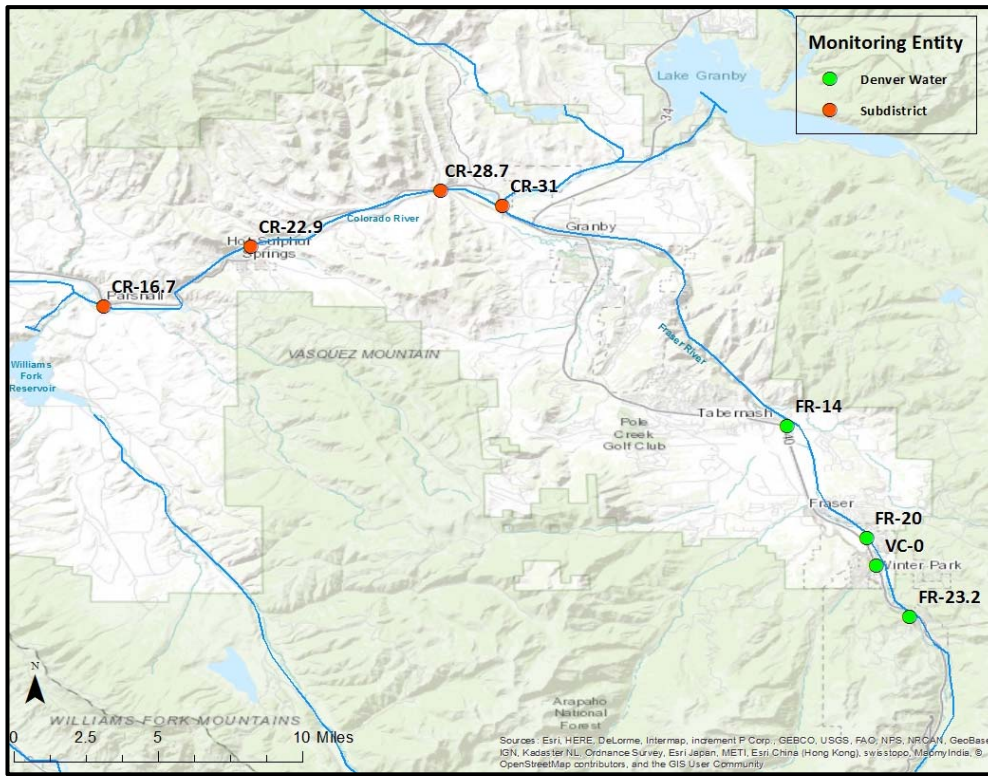 Monitoring Entity
Denver Water
Subdistrict
Lake Granby
34
CR-28.7
CR-31
Colorado River
CR-22.9
Hot Sulphur
Springs
Granby
CR-16.7
Parshall
Fraser River
VASQUEZ MOUNTAIN
Williams
Fork
Reservoir
FR-14
Tabernash
40
Pole
Creek
Golf Club
Fraser
FR-20
VC-0
Winter Park
FR-23.2
N
Arapaho
National
Forest
WILLIAMS FORK MOUNTAINS
0 2.5 5 10 Miles
Sources: Esri, HERE, DeLorme, Intermap, increment P Corp., GEBCO, USGS, FAO, NPS, NRCAN, GeoBase,
IGN, Kadaster NL, Ordnance Survey, Esri Japan, METI, Esri China (Hong Kong), swisstopo, MapmyIndia, ©
OpenStreetMap contributors, and the GIS User Community